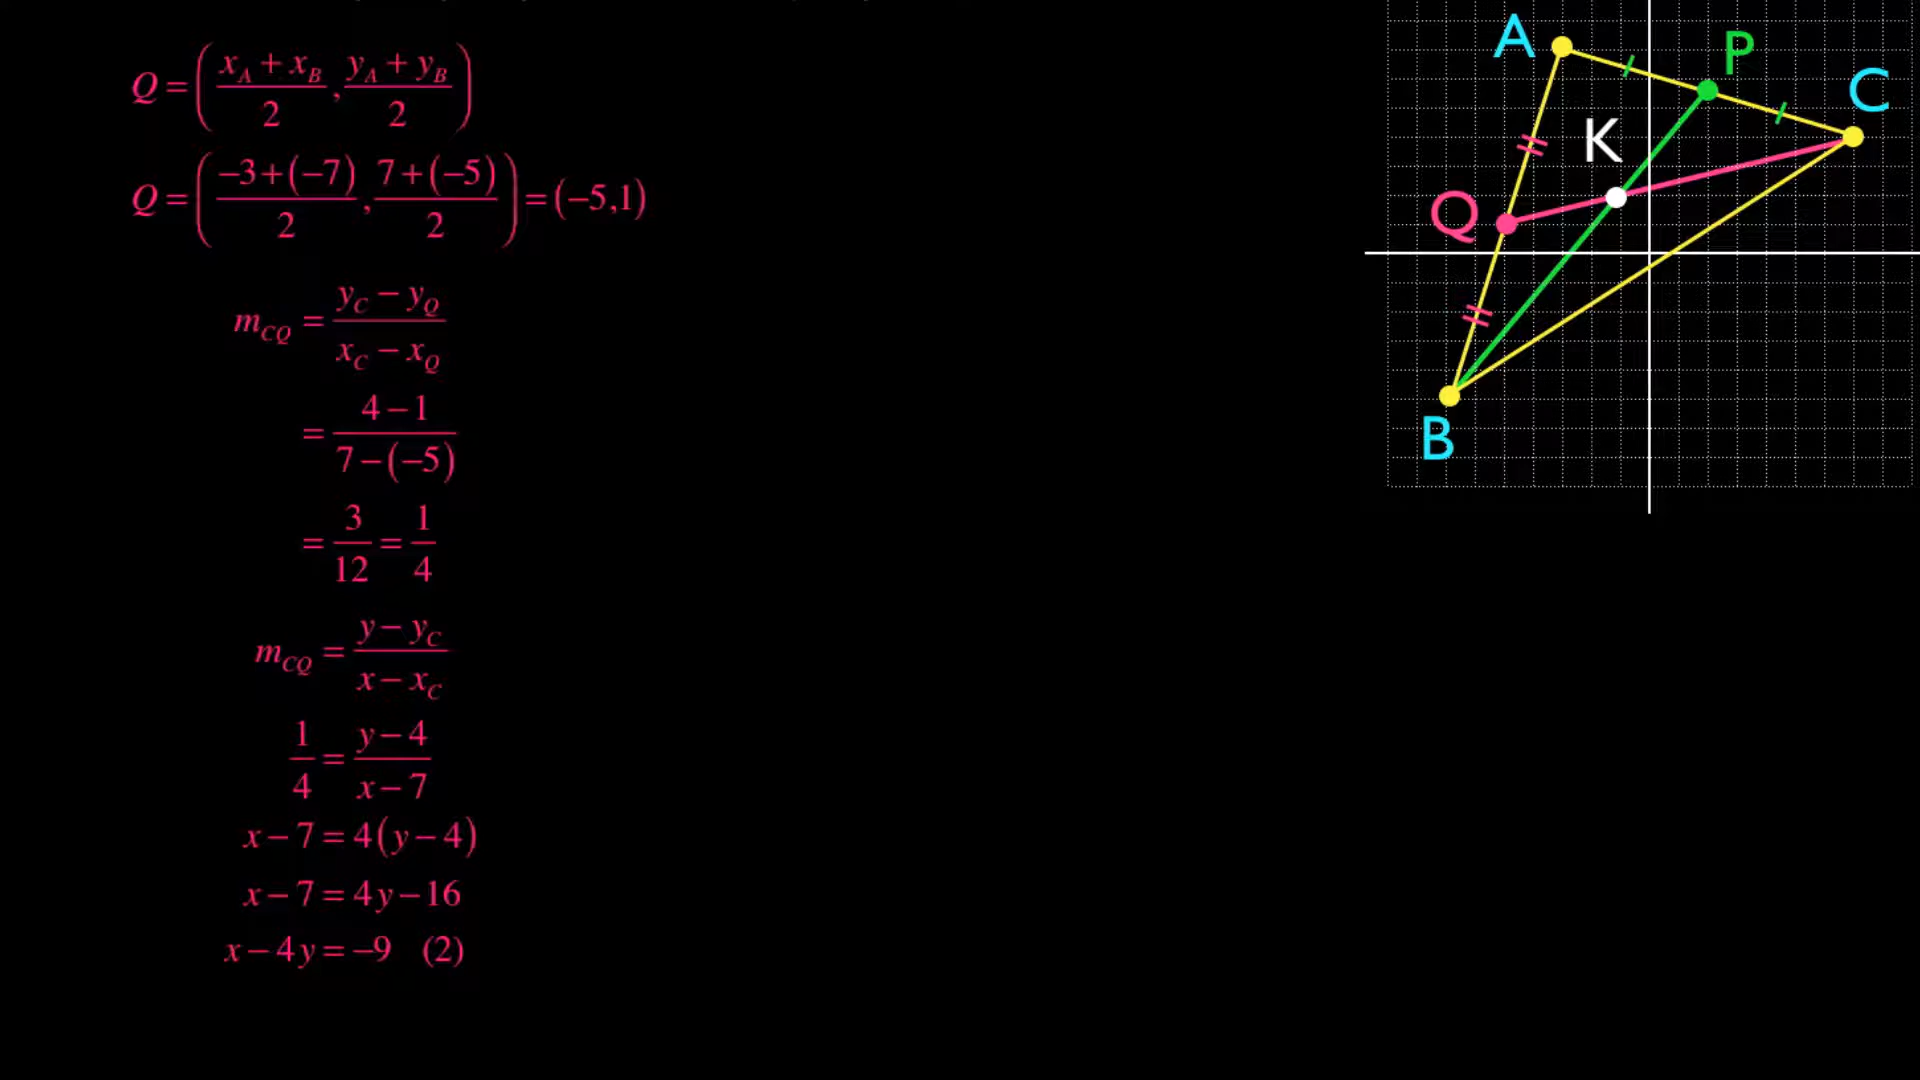 Q = ( (x_A + x_B)/2 , (y_A + y_B)/2 )
Q = ( (−3+(−7))/2 , (7+(−5))/2 ) = (−5,1)
m_CQ = (y_C − y_Q)/(x_C − x_Q)
= (4−1)/(7−(−5))
= 3/12 = 1/4
m_CQ = (y − y_C)/(x − x_C)
1/4 = (y−4)/(x−7)
x − 7 = 4(y − 4)
x − 7 = 4y − 16
x − 4y = −9 (2)
A
P
C
K
Q
B